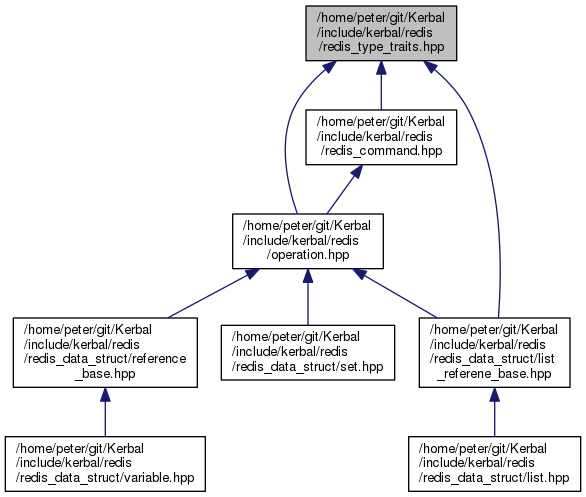 /home/peter/git/Kerbal
/include/kerbal/redis
/redis_type_traits.hpp
/home/peter/git/Kerbal
/include/kerbal/redis
/redis_command.hpp
/home/peter/git/Kerbal
/include/kerbal/redis
/operation.hpp
/home/peter/git/Kerbal
/include/kerbal/redis
/redis_data_struct/reference
_base.hpp
/home/peter/git/Kerbal
/include/kerbal/redis
/redis_data_struct/set.hpp
/home/peter/git/Kerbal
/include/kerbal/redis
/redis_data_struct/list
_referene_base.hpp
/home/peter/git/Kerbal
/include/kerbal/redis
/redis_data_struct/variable.hpp
/home/peter/git/Kerbal
/include/kerbal/redis
/redis_data_struct/list.hpp